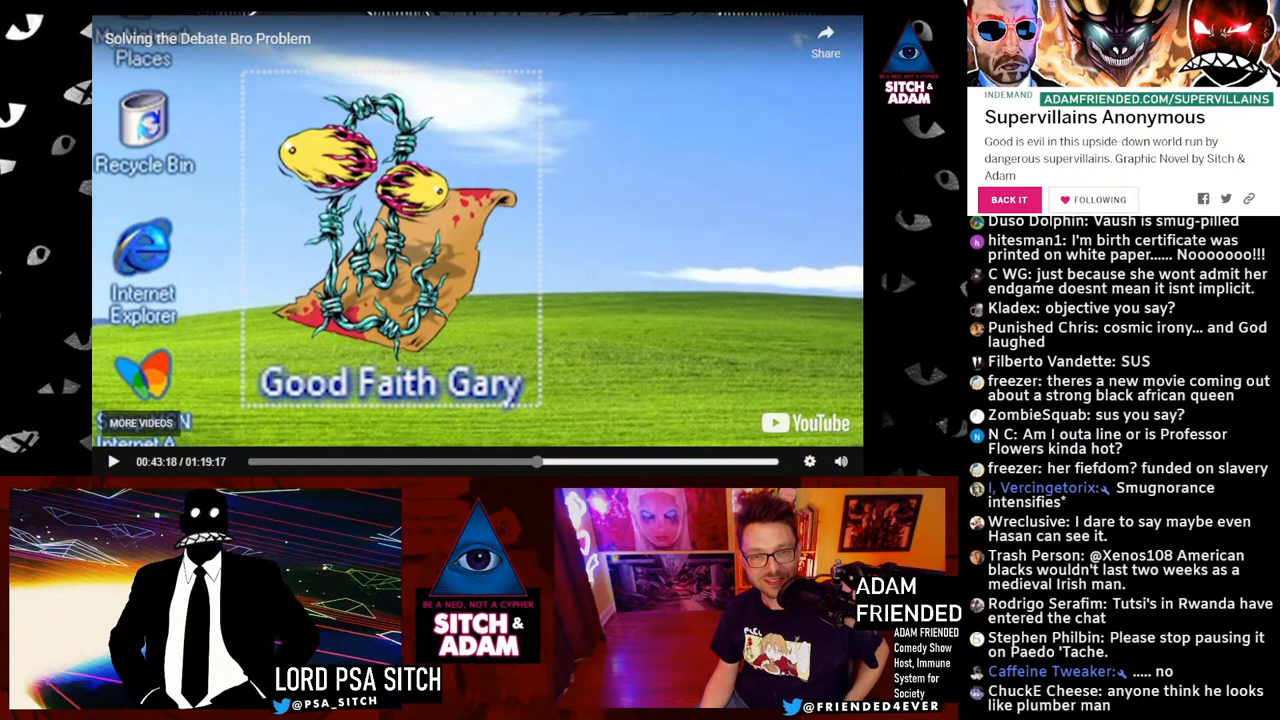 Solving the Debate Bro Problem
Places
Share
Recycle Bin
Internet
Explorer
Good Faith Gary
MORE VIDEOS
YouTube
00:43:18 / 01:19:17
BE A NEO, NOT A CYPHER
SITCH &
ADAM
INDEMAND
ADAMFRIENDED.COM/SUPERVILLAINS
Supervillains Anonymous
Good is evil in this upside-down world run by
dangerous supervillains. Graphic Novel by Sitch &
Adam
BACK IT
FOLLOWING
Duso Dolphin: Vaush is smug-pilled
hitesman1: I'm birth certificate was
printed on white paper...... Nooooooo!!!
C WG: just because she wont admit her
endgame doesnt mean it isnt implicit.
Kladex: objective you say?
Punished Chris: cosmic irony... and God
laughed
Filberto Vandette: SUS
freezer: theres a new movie coming out
about a strong black african queen
ZombieSquab: sus you say?
N C: Am I outa line or is Professor
Flowers kinda hot?
freezer: her fiefdom? funded on slavery
I, Vercingetorix: Smugnorance
intensifies*
Wreclusive: I dare to say maybe even
Hasan can see it.
Trash Person: @Xenos108 American
blacks wouldn't last two weeks as a
medieval Irish man.
Rodrigo Serafim: Tutsi's in Rwanda have
entered the chat
Stephen Philbin: Please stop pausing it
on Paedo 'Tache.
Caffeine Tweaker: ..... no
ChuckE Cheese: anyone think he looks
like plumber man
LORD PSA SITCH
@PSA_SITCH
BE A NEO, NOT A CYPHER
SITCH &
ADAM
ADAM
FRIENDED
ADAM FRIENDED
Comedy Show
Host, Immune
System for
Society
@FRIENDED4EVER